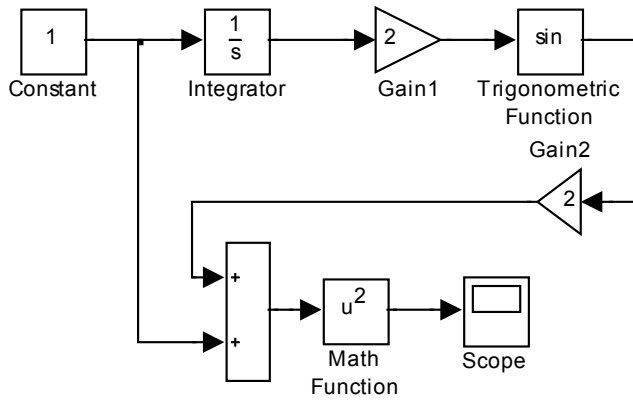 1
Constant
1
s
Integrator
2
Gain1
sin
Trigonometric
Function
Gain2
2
+
+
u2
Math
Function
Scope